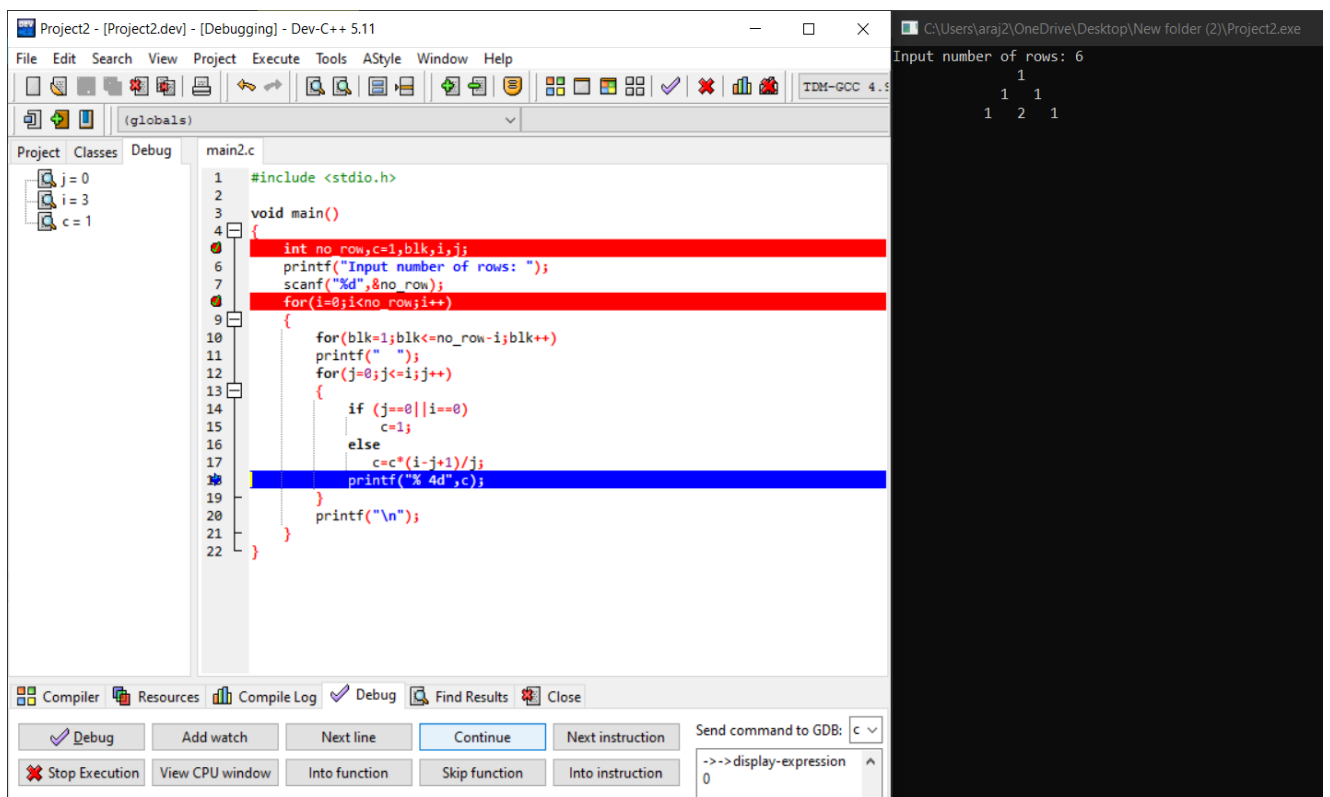 Project2 - [Project2.dev] - [Debugging] - Dev-C++ 5.11
File Edit Search View Project Execute Tools AStyle Window Help
TDM-GCC 4.9
(globals)
Project Classes Debug
j = 0
i = 3
c = 1
main2.c
1 #include <stdio.h>
2
3 void main()
4 {
int no_row,c=1,blk,i,j;
6 printf("Input number of rows: ");
7 scanf("%d",&no_row);
for(i=0;i<no_row;i++)
9 {
10 for(blk=1;blk<=no_row-i;blk++)
11 printf("  ");
12 for(j=0;j<=i;j++)
13 {
14 if (j==0||i==0)
15 c=1;
16 else
17 c=c*(i-j+1)/j;
printf("% 4d",c);
19 }
20 printf("\n");
21 }
22 }
Compiler Resources Compile Log Debug Find Results Close
Debug Add watch Next line Continue Next instruction
Stop Execution View CPU window Into function Skip function Into instruction
Send command to GDB: c
->->display-expression
0
C:\Users\araj2\OneDrive\Desktop\New folder (2)\Project2.exe
Input number of rows: 6
1
1 1
1 2 1